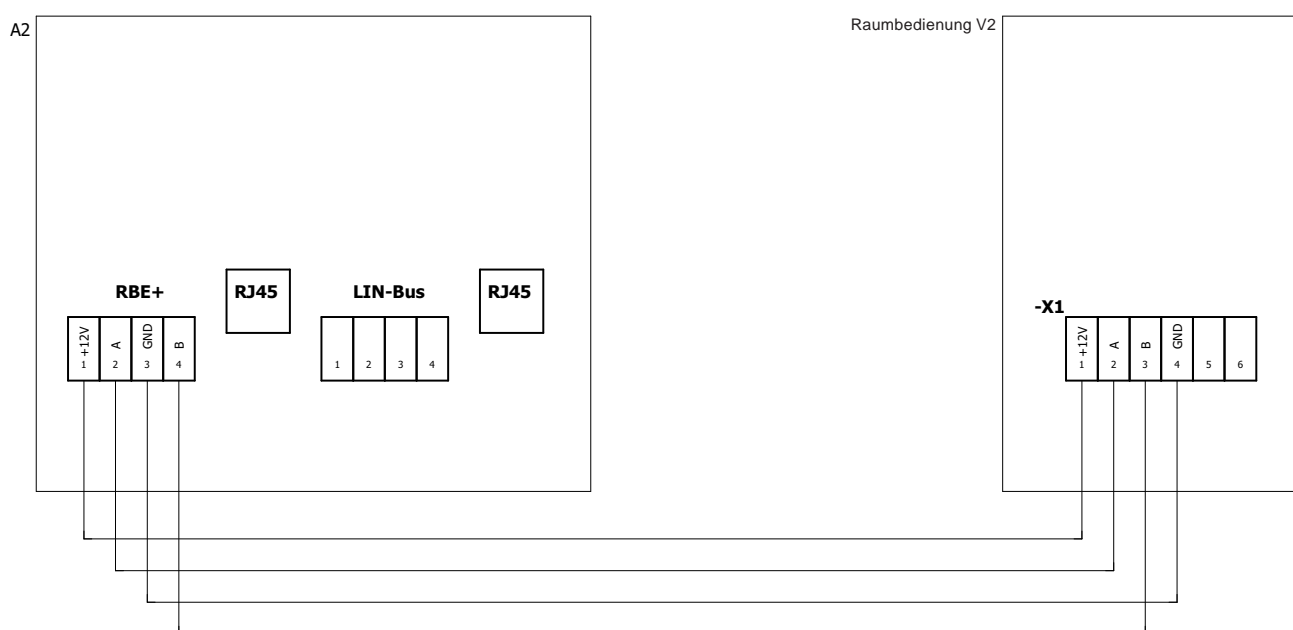 A2
Raumbedienung V2
RBE+
RJ45
LIN-Bus
RJ45
-X1
+12V
A
GND
B
1
2
3
4
1
2
3
4
+12V
A
B
GND
1
2
3
4
5
6